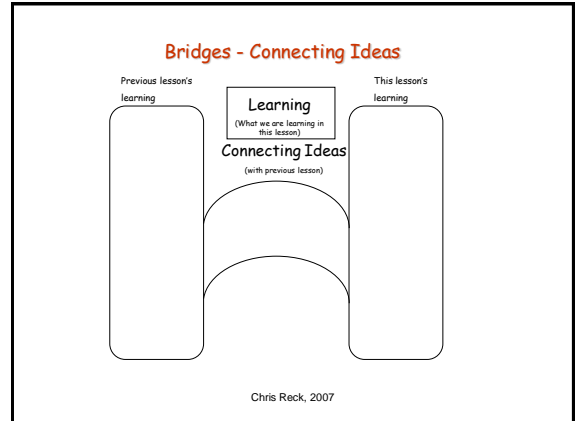 Bridges - Connecting Ideas
Previous lesson's
learning
Learning
(What we are learning in
this lesson)
Connecting Ideas
(with previous lesson)
This lesson's
learning
Chris Reck, 2007